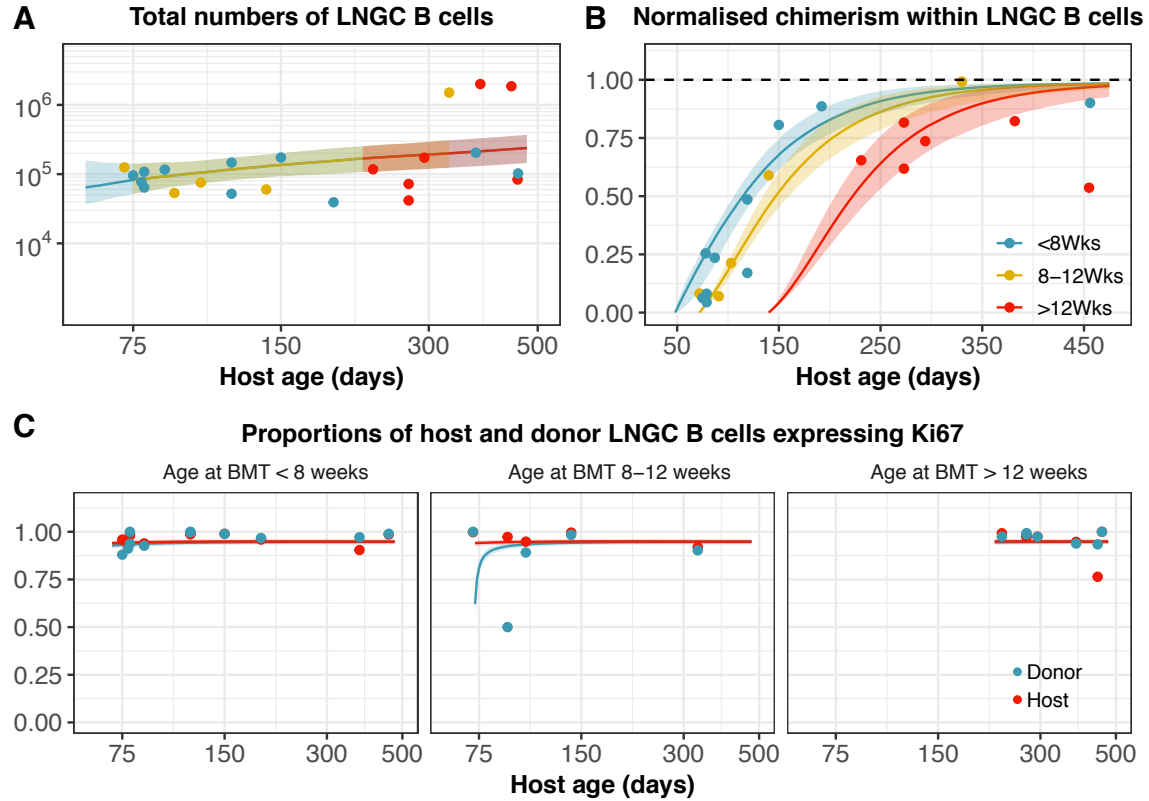 A
Total numbers of LNGC B cells
10^6
10^5
10^4
75 150 300 500
Host age (days)
B
Normalised chimerism within LNGC B cells
1.00
0.75
0.50
0.25
0.00
<8Wks
8–12Wks
>12Wks
50 150 250 350 450
Host age (days)
C
Proportions of host and donor LNGC B cells expressing Ki67
Age at BMT < 8 weeks
Age at BMT 8–12 weeks
Age at BMT > 12 weeks
1.00
0.75
0.50
0.25
0.00
Donor
Host
75 150 300 500
75 150 300 500
75 150 300 500
Host age (days)